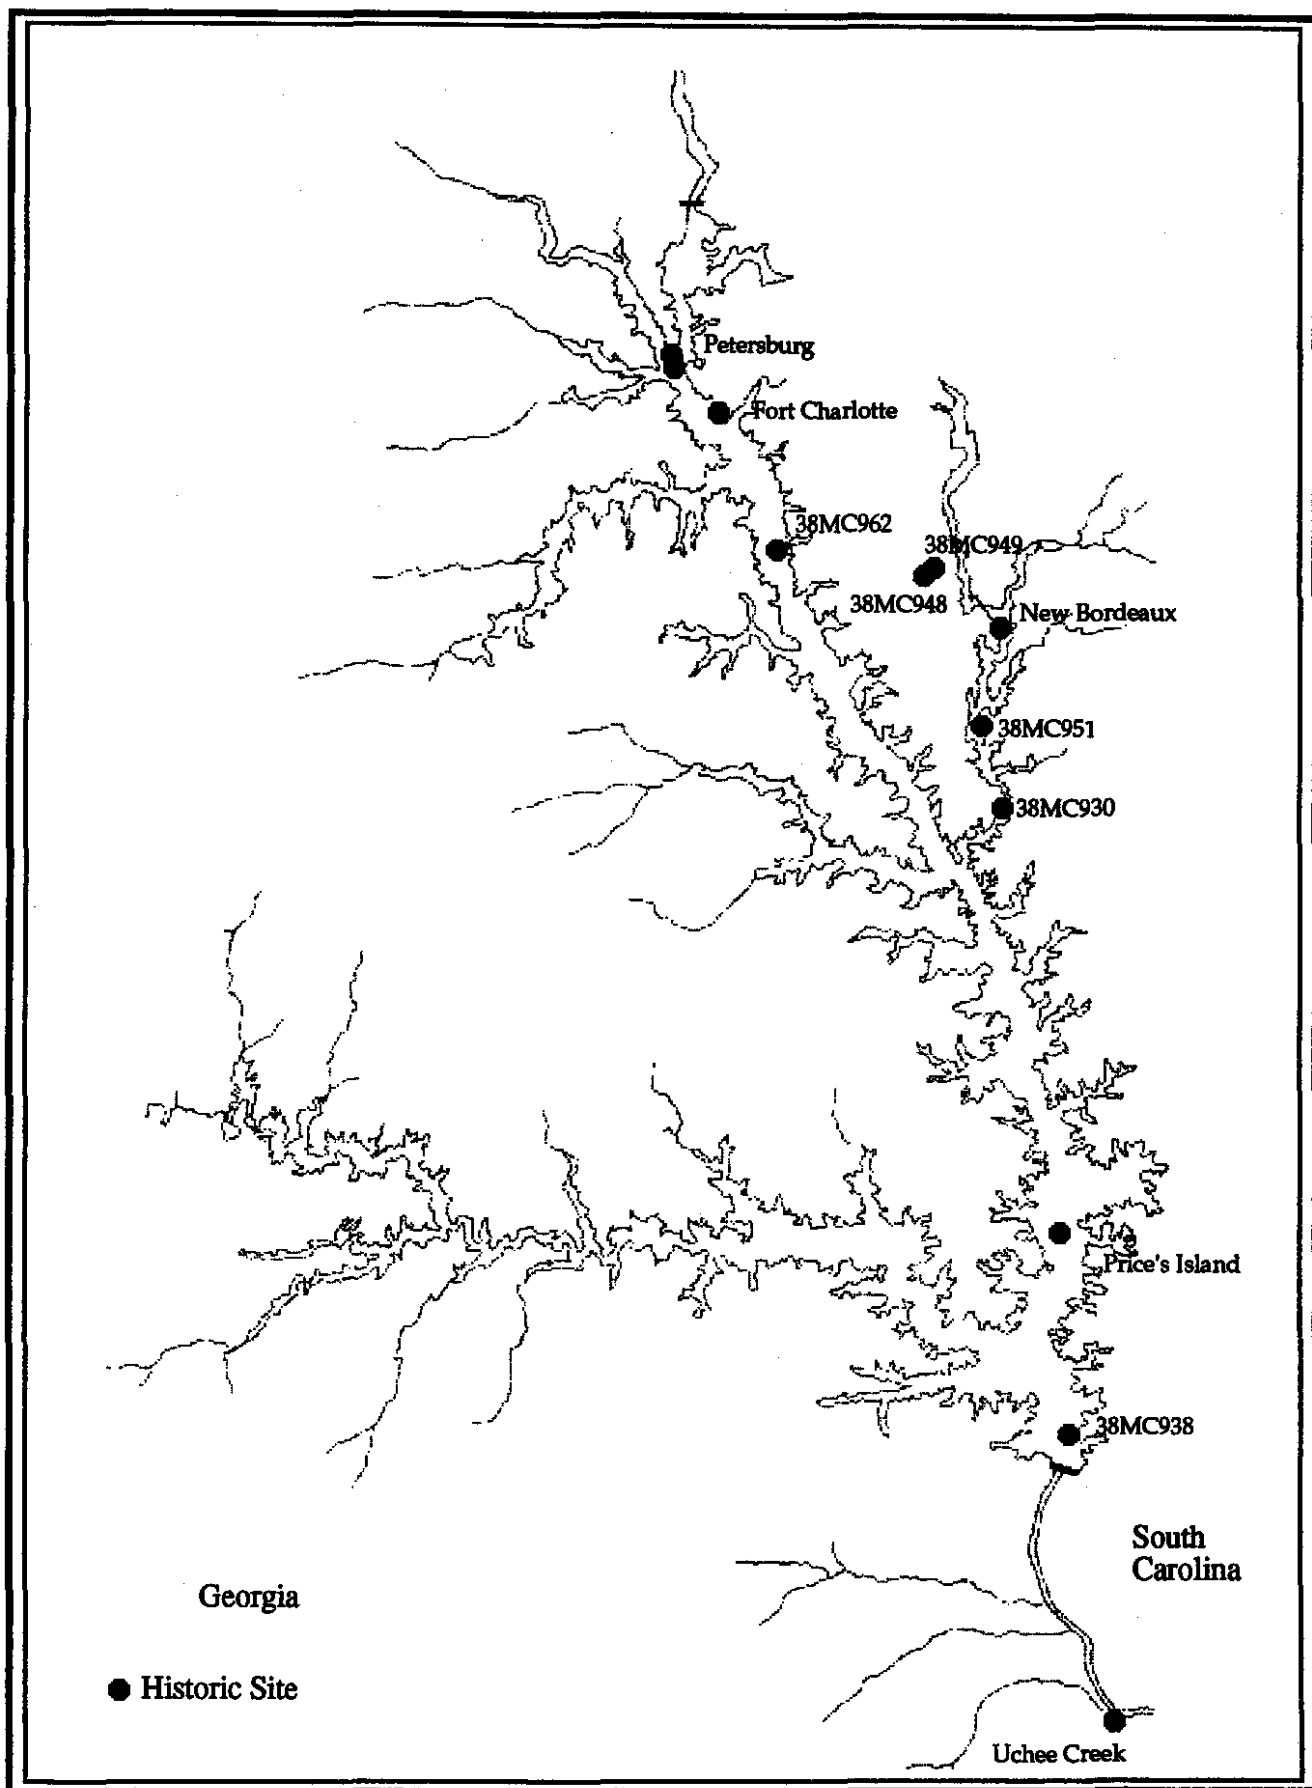 Petersburg
Fort Charlotte
38MC962
38MC949
38MC948
New Bordeaux
38MC951
38MC930
Price's Island
38MC938
South
Carolina
Georgia
Historic Site
Uchee Creek